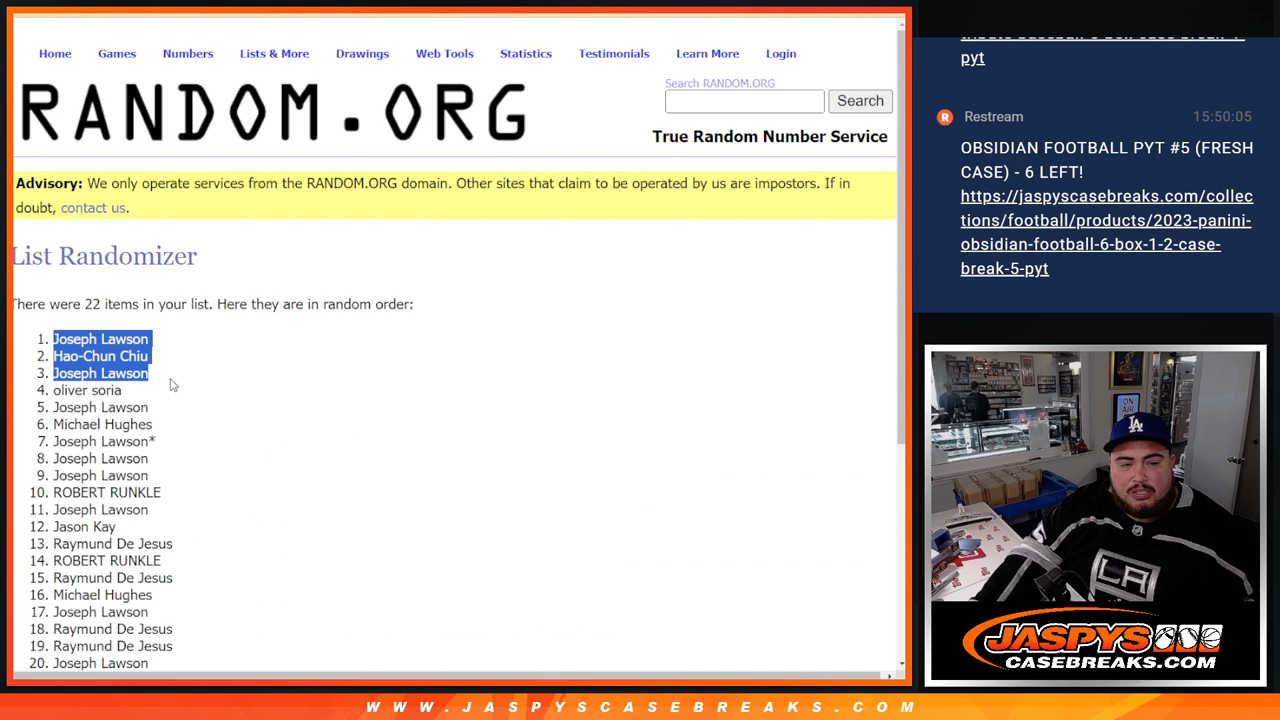 Home Games Numbers Lists & More Drawings Web Tools Statistics Testimonials Learn More Login
RANDOM.ORG
Search RANDOM.ORG
Search
True Random Number Service
Advisory: We only operate services from the RANDOM.ORG domain. Other sites that claim to be operated by us are impostors. If in
doubt, contact us.
List Randomizer
There were 22 items in your list. Here they are in random order:
1. Joseph Lawson
2. Hao-Chun Chiu
3. Joseph Lawson
4. oliver soria
5. Joseph Lawson
6. Michael Hughes
7. Joseph Lawson*
8. Joseph Lawson
9. Joseph Lawson
10. ROBERT RUNKLE
11. Joseph Lawson
12. Jason Kay
13. Raymund De Jesus
14. ROBERT RUNKLE
15. Raymund De Jesus
16. Michael Hughes
17. Joseph Lawson
18. Raymund De Jesus
19. Raymund De Jesus
20. Joseph Lawson
pyt
R Restream 15:50:05
OBSIDIAN FOOTBALL PYT #5 (FRESH
CASE) - 6 LEFT!
https://jaspyscasebreaks.com/collec
tions/football/products/2023-panini-
obsidian-football-6-box-1-2-case-
break-5-pyt
ON
AIR
LA
LA
JASPYS
CASEBREAKS.COM
WWW.JASPYSCASEBREAKS.COM